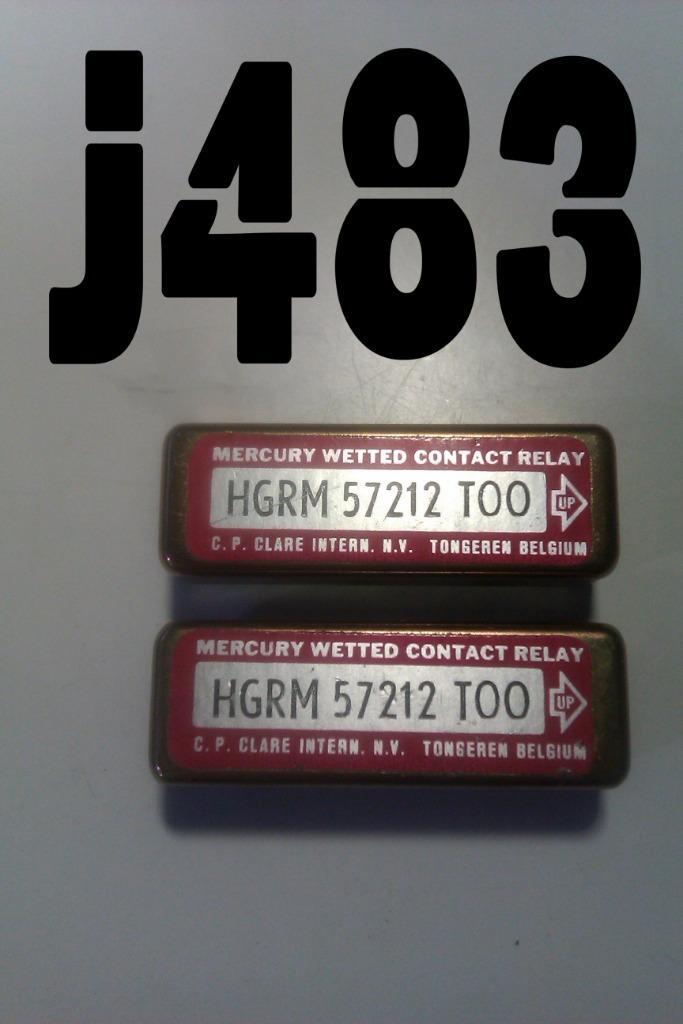 j483
MERCURY WETTED CONTACT RELAY
HGRM 57212 TOO
UP
C. P. CLARE INTERN. N.V. TONGEREN BELGIUM
MERCURY WETTED CONTACT RELAY
HGRM 57212 TOO
UP
C. P. CLARE INTERN. N.V. TONGEREN BELGIUM